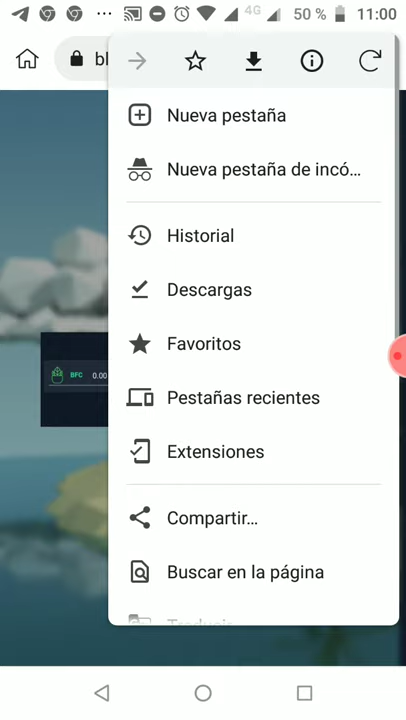 4G 50 % 11:00
bl
Nueva pestaña
Nueva pestaña de incó...
Historial
Descargas
Favoritos
BFC 0.00
Pestañas recientes
Extensiones
Compartir...
Buscar en la página
Traducir